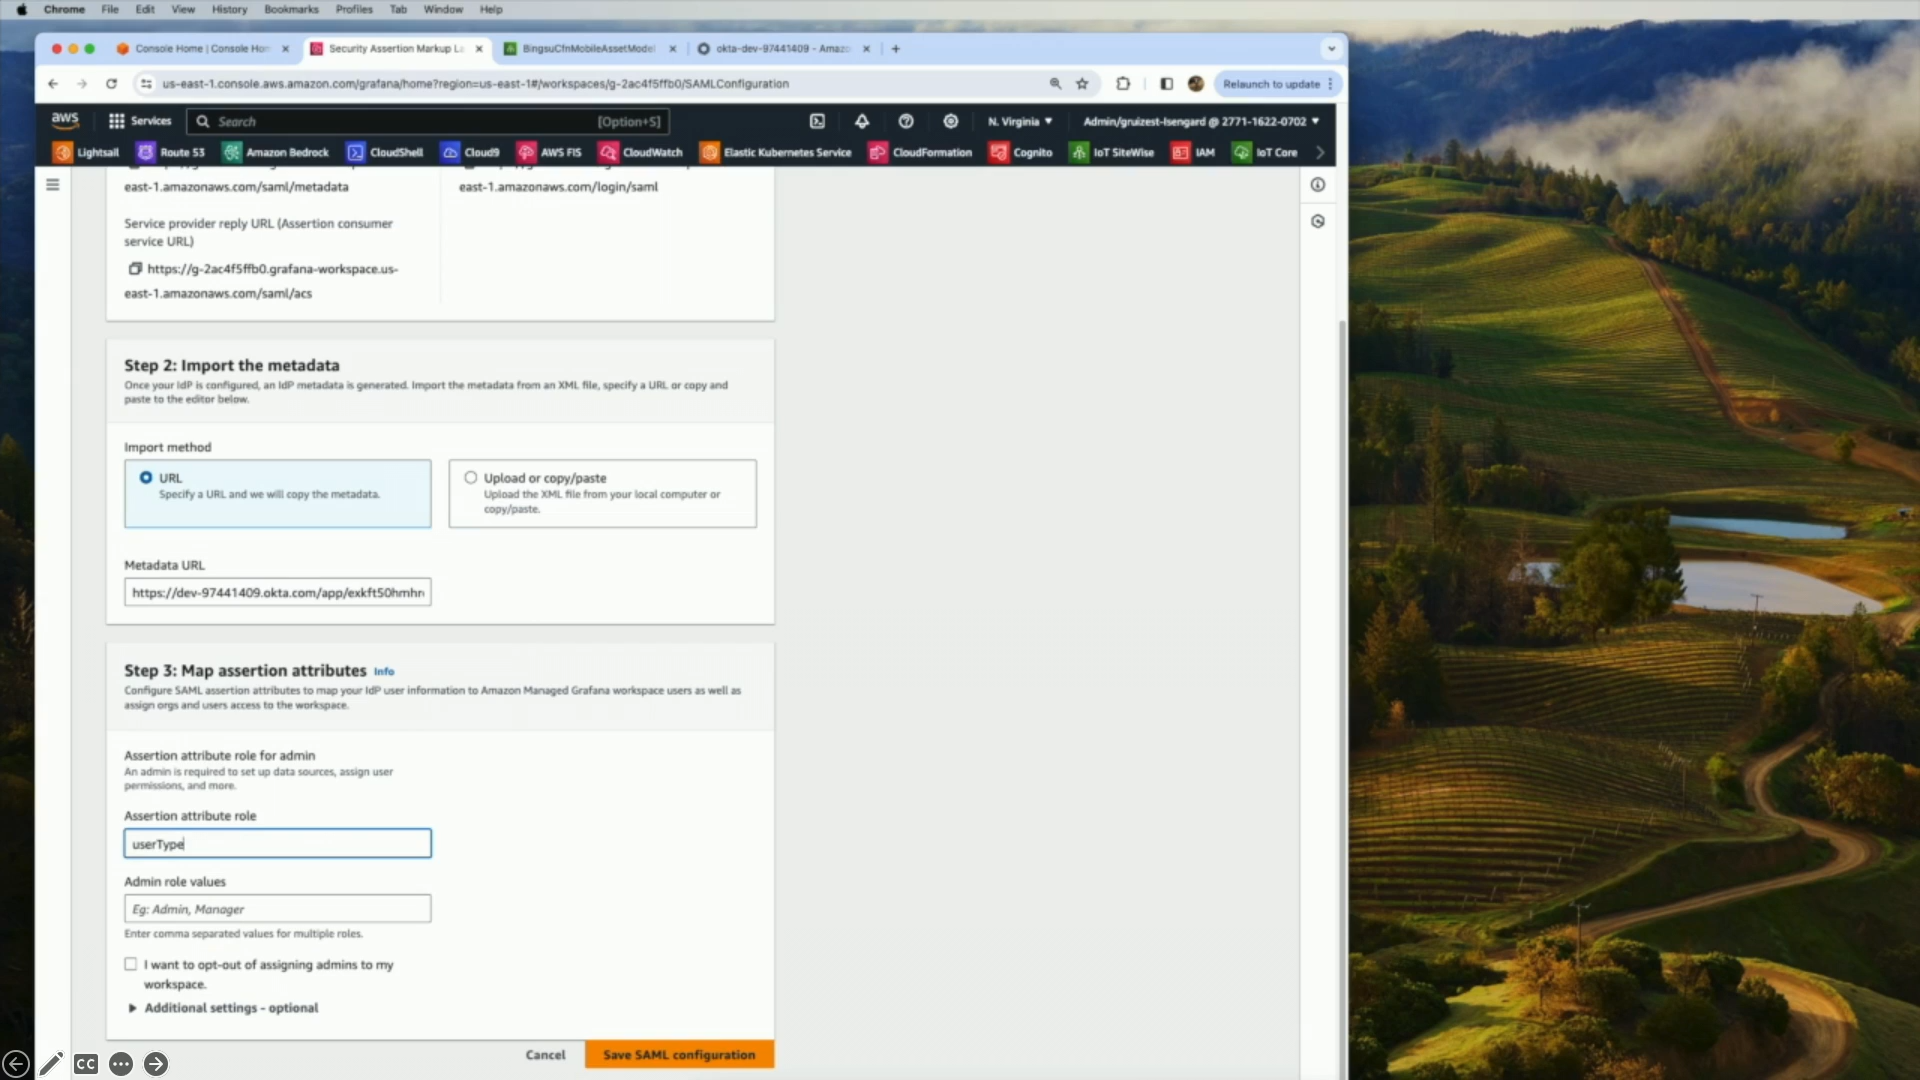 Chrome File Edit View History Bookmarks Profiles Tab Window Help
Console Home | Console Hom
Security Assertion Markup La
BingsuCfnMobileAssetModel
okta-dev-97441409 - Amazo
us-east-1.console.aws.amazon.com/grafana/home?region=us-east-1#/workspaces/g-2ac4f5ffb0/SAMLConfiguration
Relaunch to update
aws Services Search [Option+S] N. Virginia Admin/gruizest-Isengard @ 2771-1622-0702
Lightsail Route 53 Amazon Bedrock CloudShell Cloud9 AWS FIS CloudWatch Elastic Kubernetes Service CloudFormation Cognito IoT SiteWise IAM IoT Core
east-1.amazonaws.com/saml/metadata
east-1.amazonaws.com/login/saml
Service provider reply URL (Assertion consumer
service URL)
https://g-2ac4f5ffb0.grafana-workspace.us-
east-1.amazonaws.com/saml/acs
Step 2: Import the metadata
Once your IdP is configured, an IdP metadata is generated. Import the metadata from an XML file, specify a URL or copy and
paste to the editor below.
Import method
URL
Specify a URL and we will copy the metadata.
Upload or copy/paste
Upload the XML file from your local computer or
copy/paste.
Metadata URL
https://dev-97441409.okta.com/app/exkft50hmhr
Step 3: Map assertion attributes Info
Configure SAML assertion attributes to map your IdP user information to Amazon Managed Grafana workspace users as well as
assign orgs and users access to the workspace.
Assertion attribute role for admin
An admin is required to set up data sources, assign user
permissions, and more.
Assertion attribute role
userType
Admin role values
Eg: Admin, Manager
Enter comma separated values for multiple roles.
I want to opt-out of assigning admins to my
workspace.
Additional settings - optional
Cancel
Save SAML configuration
CC